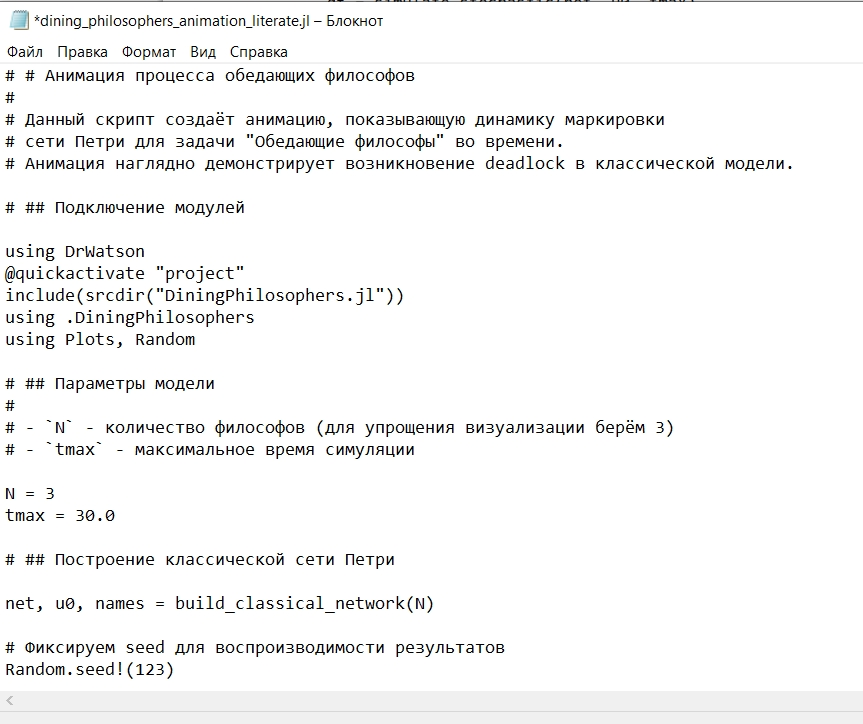 *dining_philosophers_animation_literate.jl – Блокнот
Файл Правка Формат Вид Справка
# # Анимация процесса обедающих философов
#
# Данный скрипт создаёт анимацию, показывающую динамику маркировки
# сети Петри для задачи "Обедающие философы" во времени.
# Анимация наглядно демонстрирует возникновение deadlock в классической модели.
# ## Подключение модулей
using DrWatson
@quickactivate "project"
include(srcdir("DiningPhilosophers.jl"))
using .DiningPhilosophers
using Plots, Random
# ## Параметры модели
#
# - `N` - количество философов (для упрощения визуализации берём 3)
# - `tmax` - максимальное время симуляции
N = 3
tmax = 30.0
# ## Построение классической сети Петри
net, u0, names = build_classical_network(N)
# Фиксируем seed для воспроизводимости результатов
Random.seed!(123)